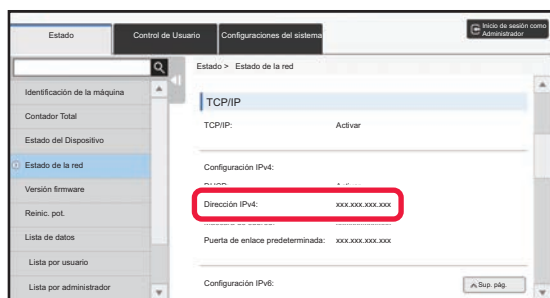 Estado
Control de Usuario
Configuraciones del sistema
Inicio de sesión como
Administrador
Estado > Estado de la red
Identificación de la máquina
Contador Total
Estado del Dispositivo
Estado de la red
Versión firmware
Reinic. pot.
Lista de datos
Lista por usuario
Lista por administrador
TCP/IP
TCP/IP: Activar
Configuración IPv4:
Dirección IPv4: xxx.xxx.xxx.xxx
Puerta de enlace predeterminada: xxx.xxx.xxx.xxx
Configuración IPv6:
Sup. pág.